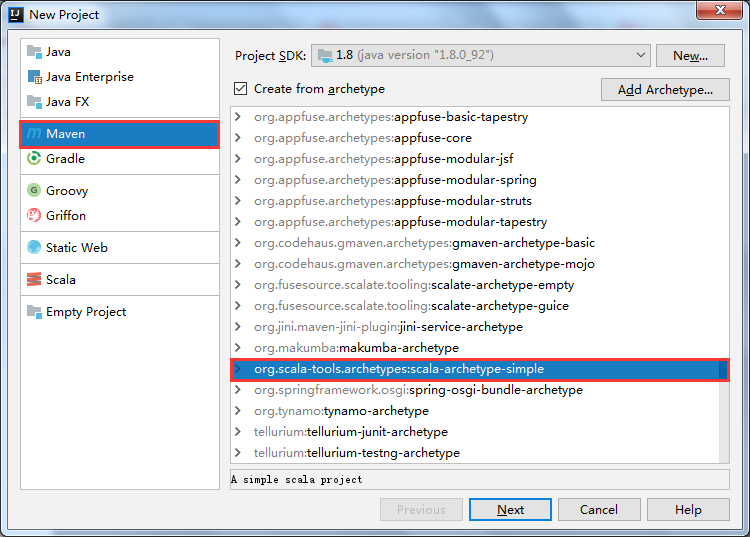 New Project
Java
Java Enterprise
Java FX
Maven
Gradle
Groovy
Griffon
Static Web
Scala
Empty Project
Project SDK: 1.8 (java version "1.8.0_92") New...
Create from archetype Add Archetype...
org.appfuse.archetypes:appfuse-basic-tapestry
org.appfuse.archetypes:appfuse-core
org.appfuse.archetypes:appfuse-modular-jsf
org.appfuse.archetypes:appfuse-modular-spring
org.appfuse.archetypes:appfuse-modular-struts
org.appfuse.archetypes:appfuse-modular-tapestry
org.codehaus.gmaven.archetypes:gmaven-archetype-basic
org.codehaus.gmaven.archetypes:gmaven-archetype-mojo
org.fusesource.scalate.tooling:scalate-archetype-empty
org.fusesource.scalate.tooling:scalate-archetype-guice
org.jini.maven-jini-plugin:jini-service-archetype
org.makumba:makumba-archetype
org.scala-tools.archetypes:scala-archetype-simple
org.springframework.osgi:spring-osgi-bundle-archetype
org.tynamo:tynamo-archetype
tellurium:tellurium-junit-archetype
tellurium:tellurium-testng-archetype
A simple scala project
Previous Next Cancel Help